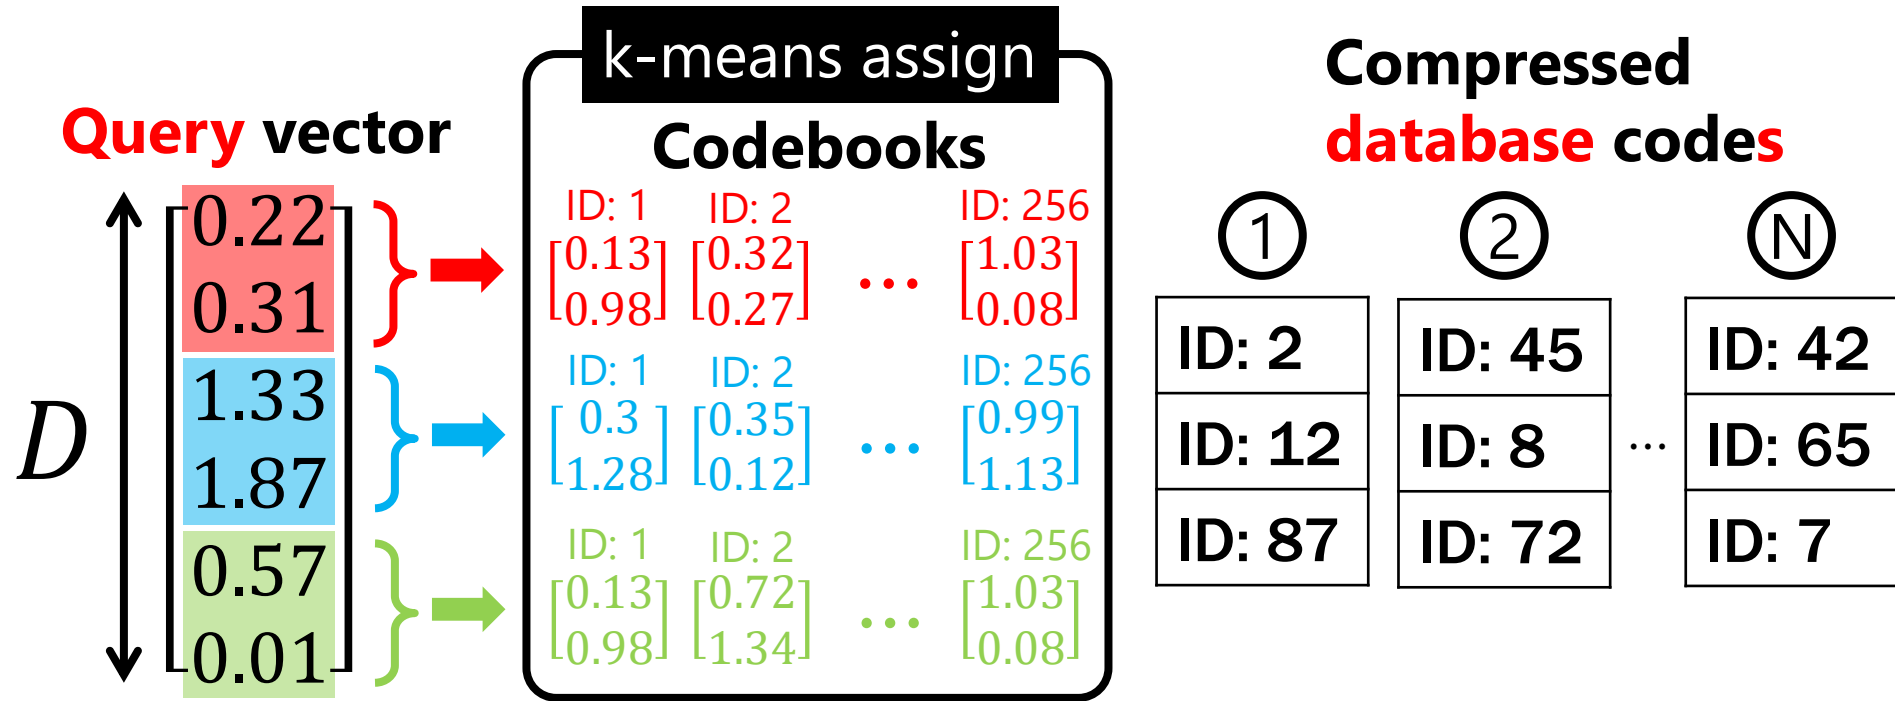 Query vector
D
0.22
0.31
1.33
1.87
0.57
0.01
k-means assign
Codebooks
ID: 1 ID: 2 ID: 256
0.13 0.32 ... 1.03
0.98 0.27 0.08
ID: 1 ID: 2 ID: 256
0.3 0.35 ... 0.99
1.28 0.12 1.13
ID: 1 ID: 2 ID: 256
0.13 0.72 ... 1.03
0.98 1.34 0.08
Compressed
database codes
1 2 N
ID: 2 ID: 45 ID: 42
ID: 12 ID: 8 ... ID: 65
ID: 87 ID: 72 ID: 7